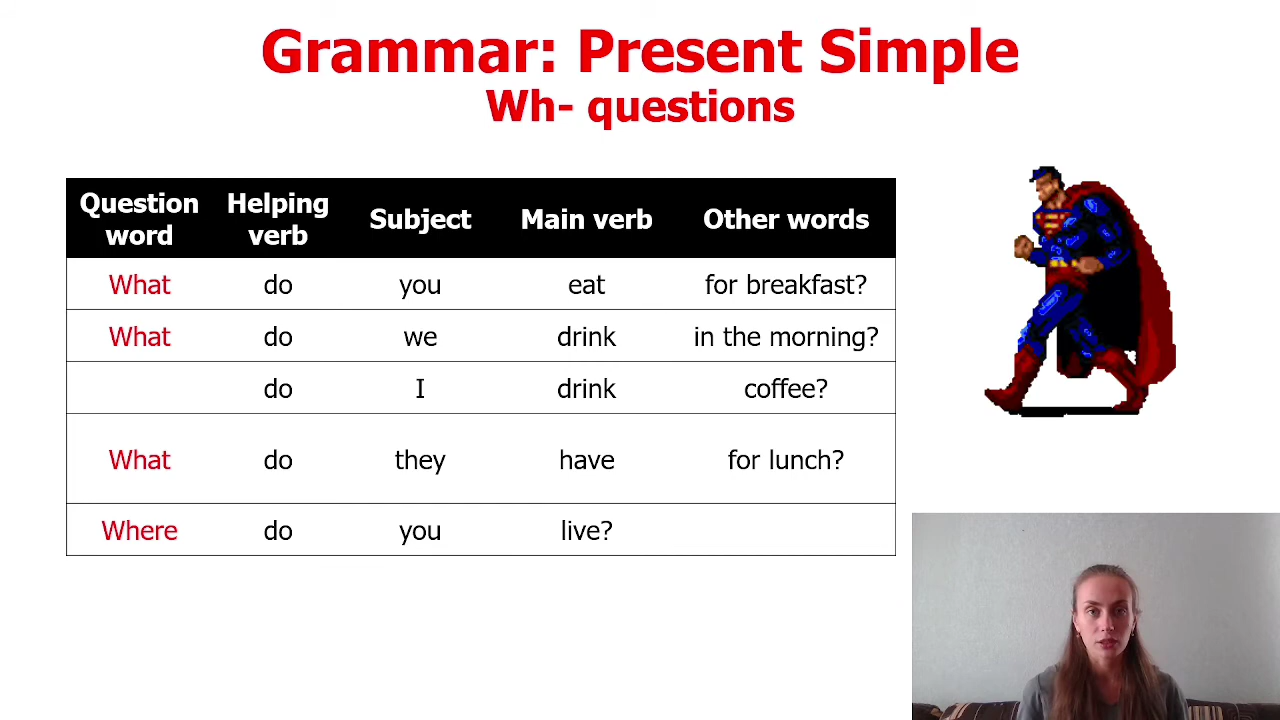 Grammar: Present Simple
Wh- questions
Question word Helping verb Subject Main verb Other words
What do you eat for breakfast?
What do we drink in the morning?
do I drink coffee?
What do they have for lunch?
Where do you live?